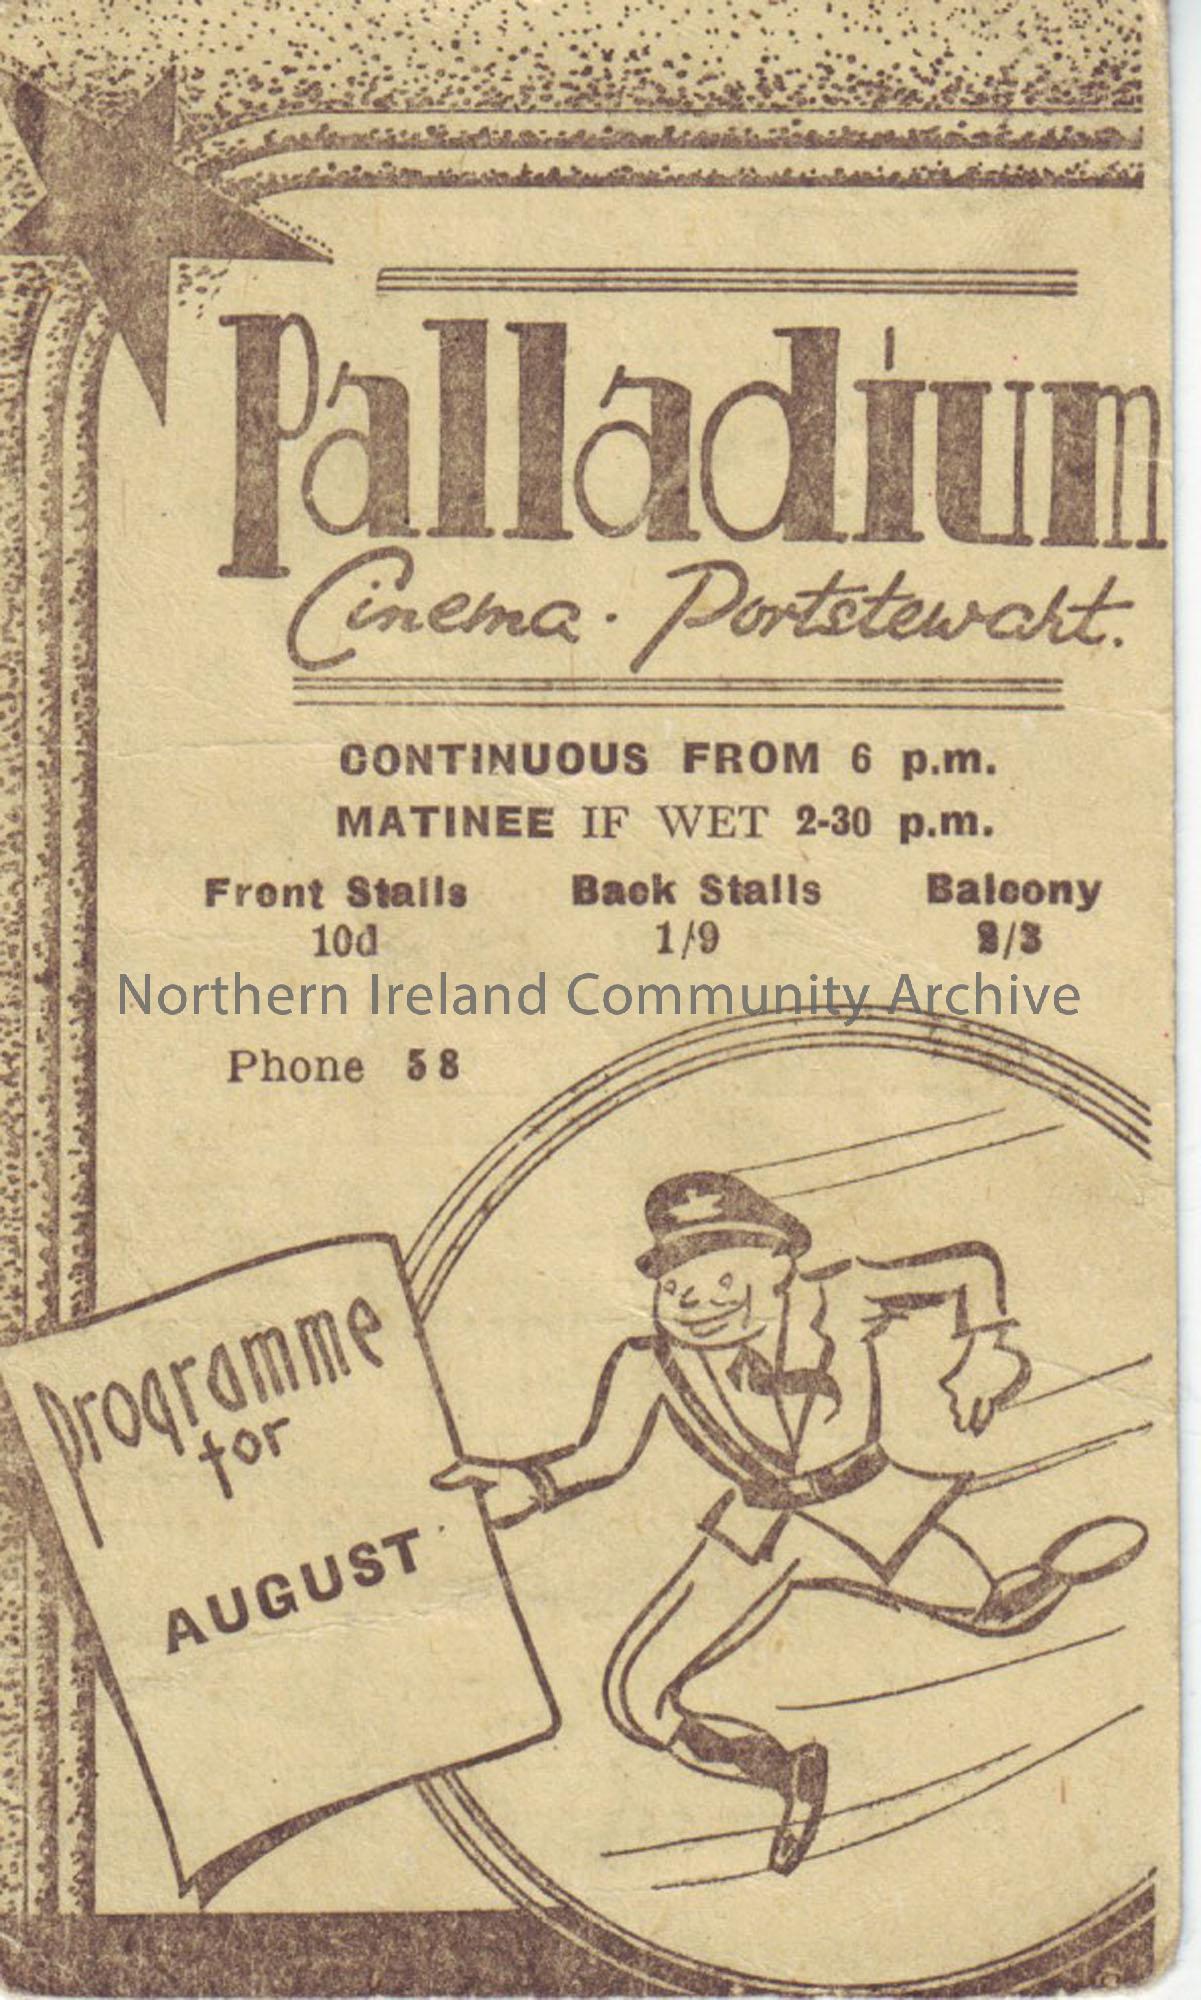 Palladium
Cinema · Portstewart.
CONTINUOUS FROM 6 p.m.
MATINEE IF WET 2-30 p.m.
Front Stalls Back Stalls Balcony
10d 1/9 2/3
Northern Ireland Community Archive
Phone 58
programme
for
AUGUST